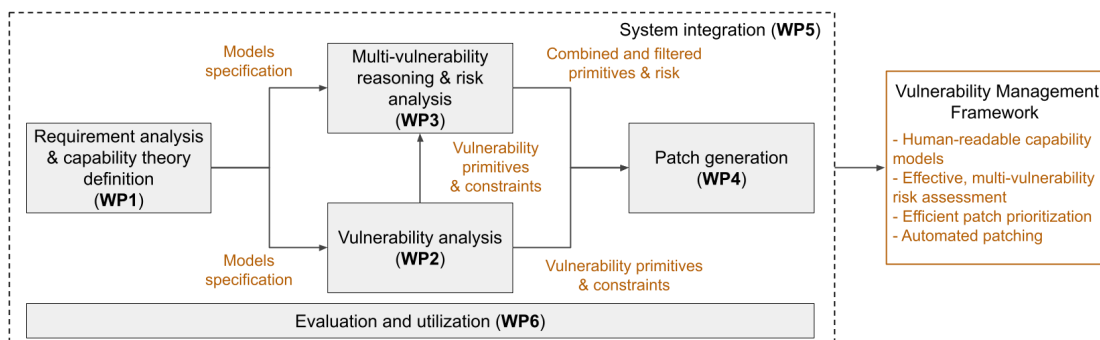 System integration (WP5)
Models
specification
Multi-vulnerability
reasoning & risk
analysis
(WP3)
Combined and filtered
primitives & risk
Requirement analysis
& capability theory
definition
(WP1)
Vulnerability
primitives
& constraints
Patch generation
(WP4)
Vulnerability analysis
(WP2)
Models
specification
Vulnerability primitives
& constraints
Evaluation and utilization (WP6)
Vulnerability Management
Framework
- Human-readable capability
models
- Effective, multi-vulnerability
risk assessment
- Efficient patch prioritization
- Automated patching